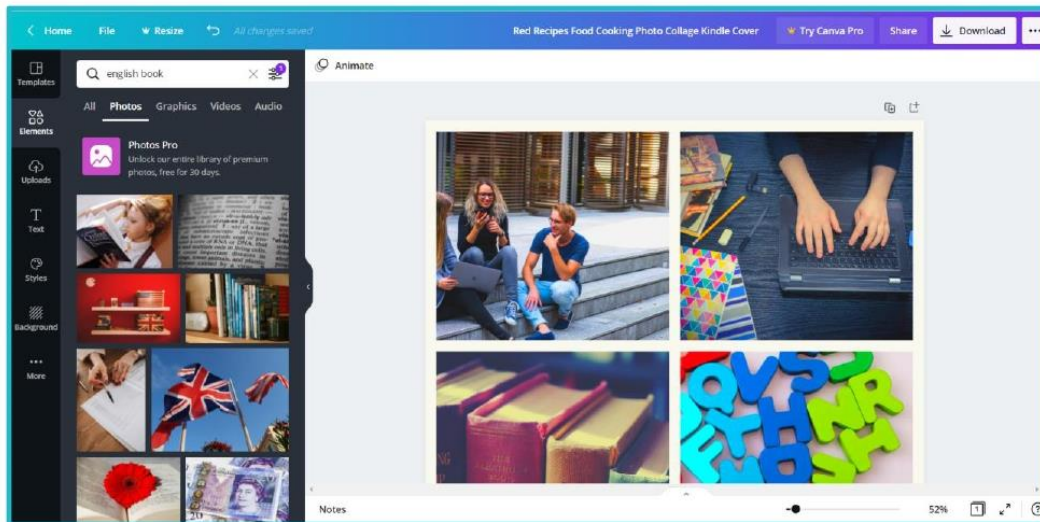 Home File Resize All changes saved Red Recipes Food Cooking Photo Collage Kindle Cover Try Canva Pro Share Download
Templates
Elements
Uploads
Text
Styles
Background
More
english book
All Photos Graphics Videos Audio
Photos Pro
Unlock our entire library of premium
photos, free for 30 days.
Animate
Notes 52% 1